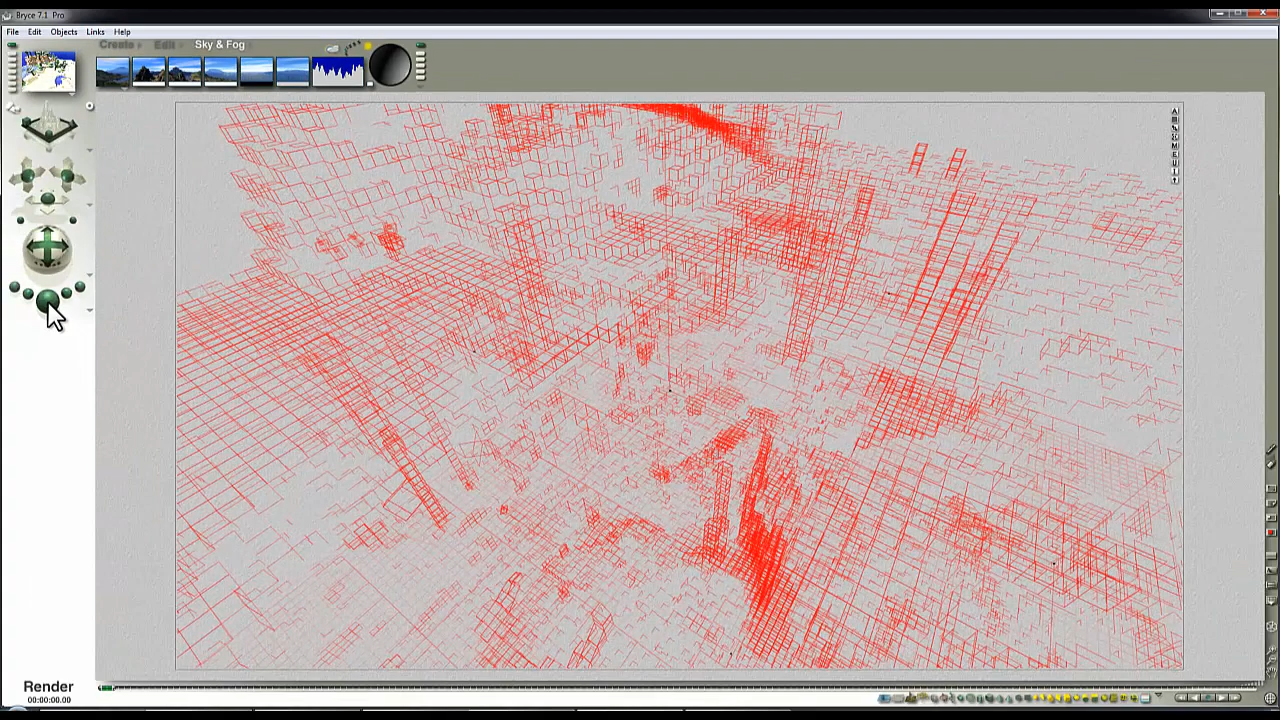 Bryce 7.1 Pro
File Edit Objects Links Help
Create Edit Sky & Fog
Render
00:00:00.00